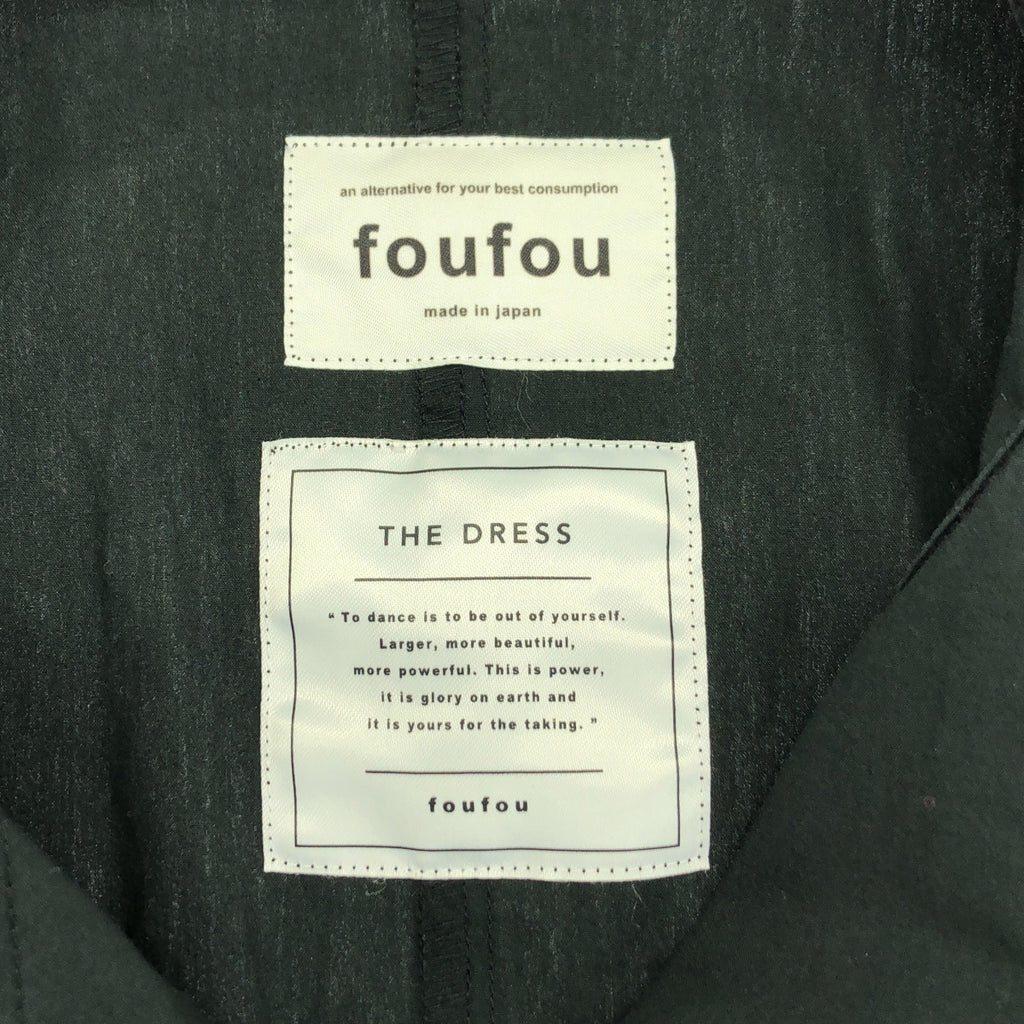 an alternative for your best consumption
foufou
made in japan
THE DRESS
“ To dance is to be out of yourself.
Larger, more beautiful,
more powerful. This is power,
it is glory on earth and
it is yours for the taking. ”
foufou